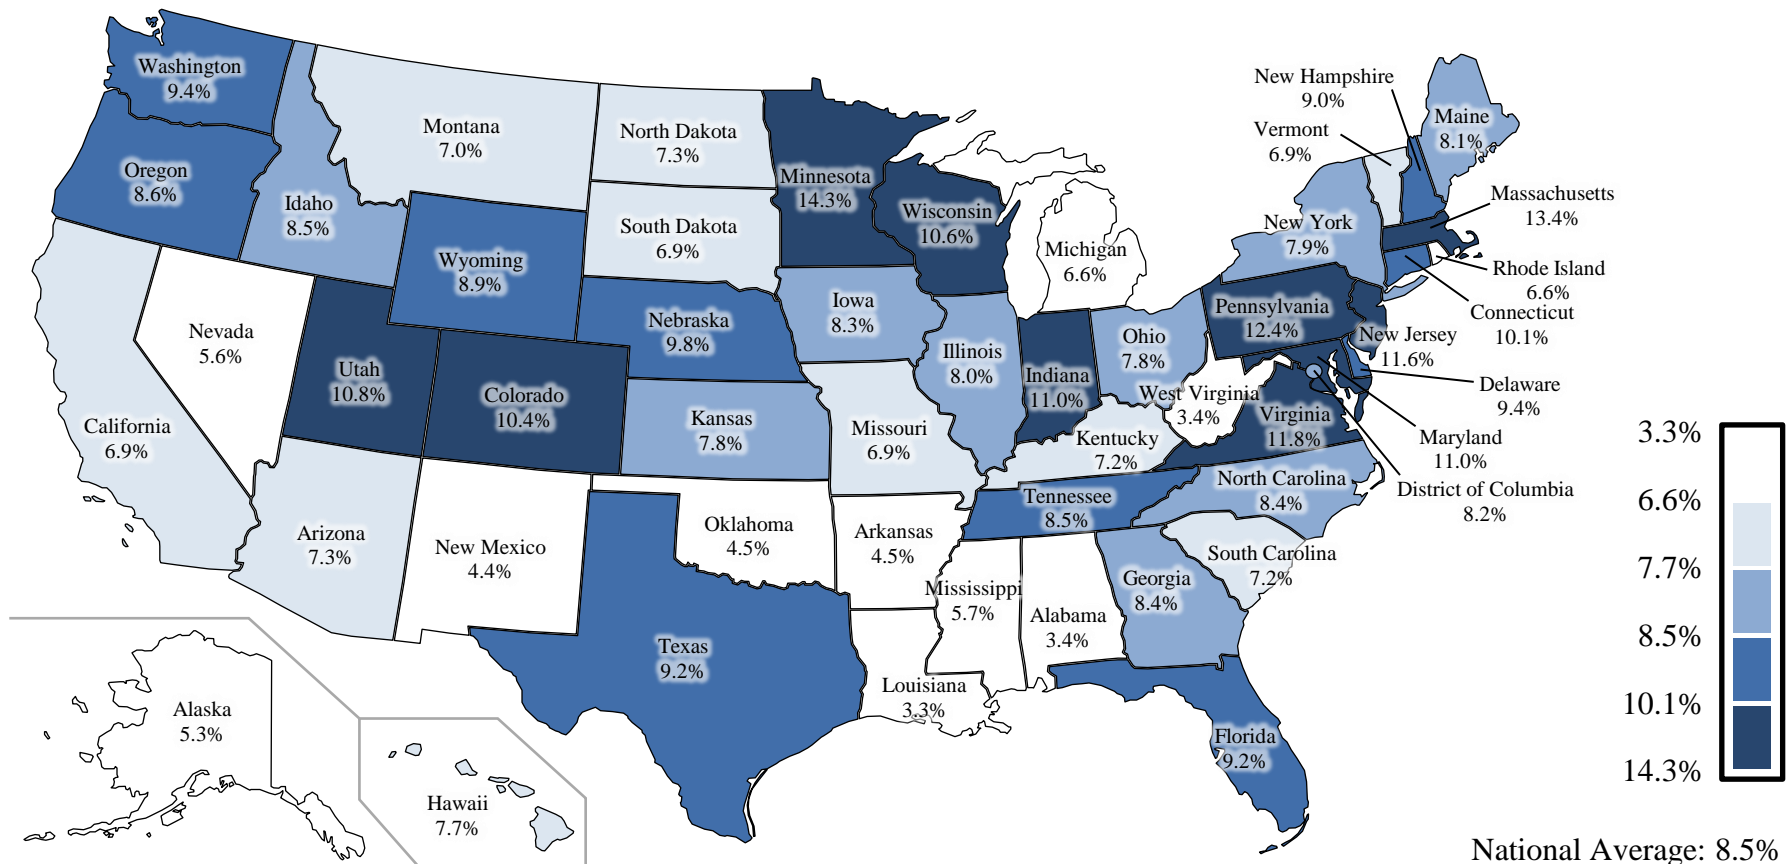 Washington
9.4%
Oregon
8.6%
California
6.9%
Nevada
5.6%
Idaho
8.5%
Montana
7.0%
Wyoming
8.9%
Utah
10.8%
Colorado
10.4%
Arizona
7.3%
New Mexico
4.4%
North Dakota
7.3%
South Dakota
6.9%
Nebraska
9.8%
Kansas
7.8%
Oklahoma
4.5%
Texas
9.2%
Minnesota
14.3%
Iowa
8.3%
Missouri
6.9%
Arkansas
4.5%
Louisiana
3.3%
Wisconsin
10.6%
Illinois
8.0%
Michigan
6.6%
Indiana
11.0%
Ohio
7.8%
Kentucky
7.2%
Tennessee
8.5%
Mississippi
5.7%
Alabama
3.4%
Georgia
8.4%
Florida
9.2%
South Carolina
7.2%
North Carolina
8.4%
Virginia
11.8%
West Virginia
3.4%
Pennsylvania
12.4%
New York
7.9%
Vermont
6.9%
New Hampshire
9.0%
Maine
8.1%
Massachusetts
13.4%
Rhode Island
6.6%
Connecticut
10.1%
New Jersey
11.6%
Delaware
9.4%
Maryland
11.0%
District of Columbia
8.2%
Alaska
5.3%
Hawaii
7.7%
3.3%
6.6%
7.7%
8.5%
10.1%
14.3%
National Average: 8.5%